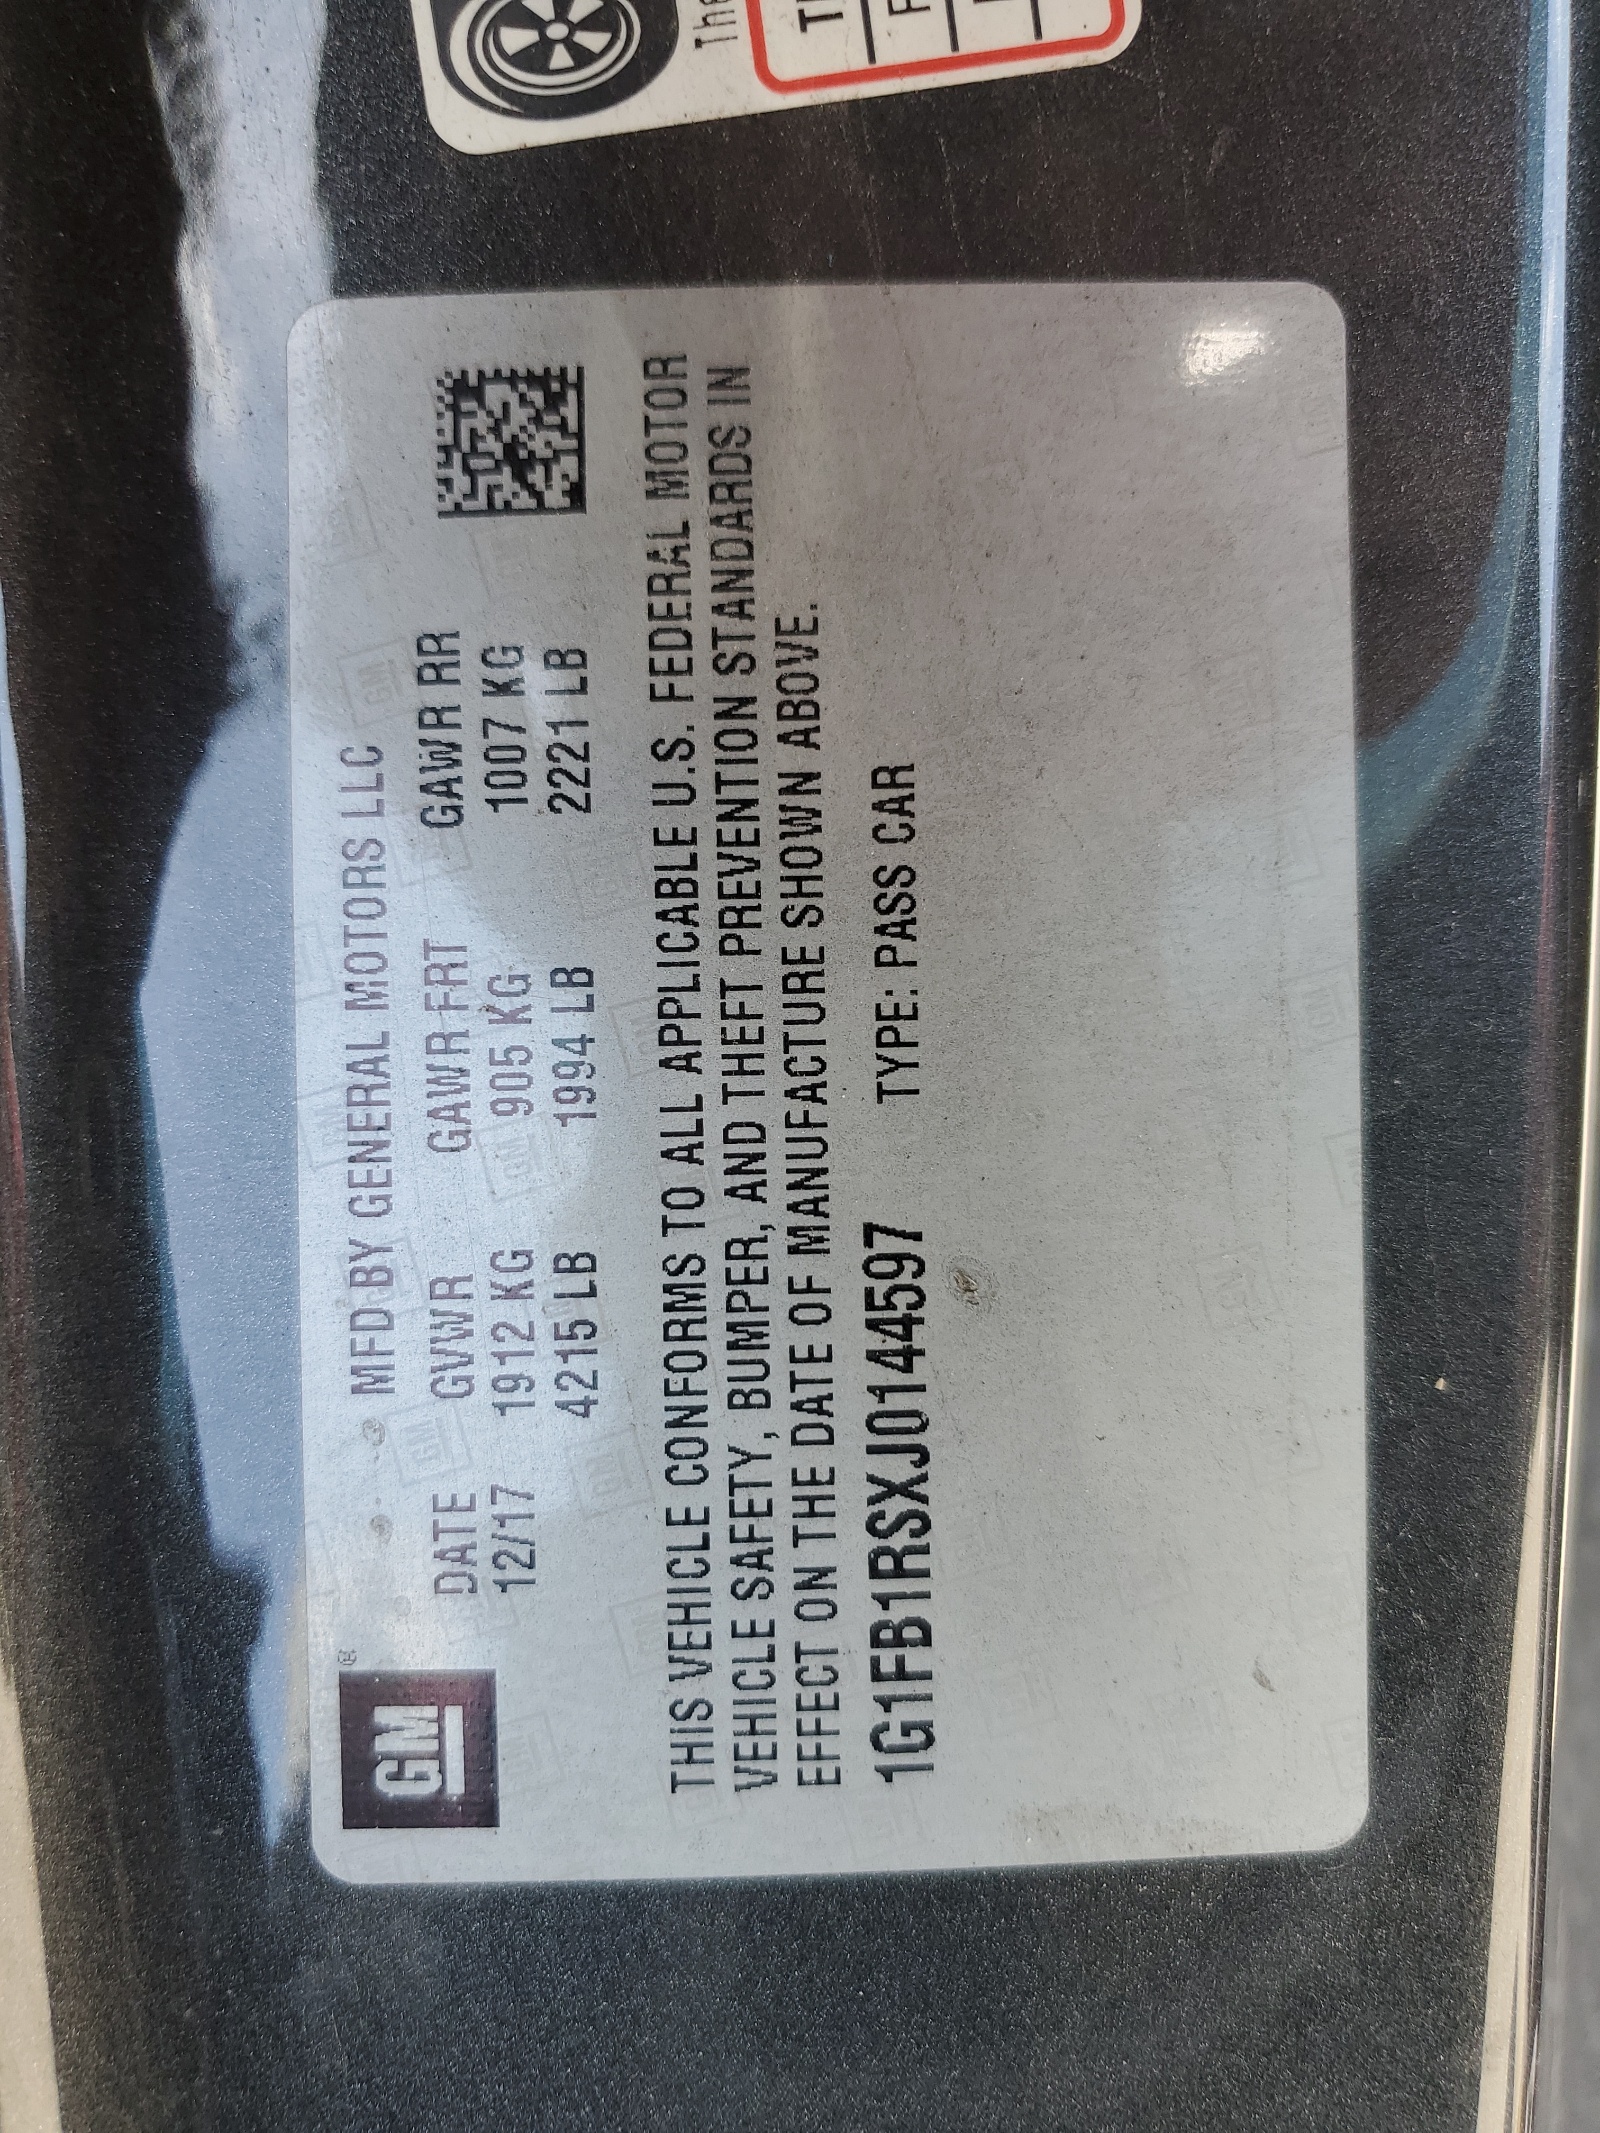 The
GM ®
MFD BY GENERAL MOTORS LLC
DATE GVWR GAWR FRT GAWR RR
12/17 1912 KG 905 KG 1007 KG
4215 LB 1994 LB 2221 LB
THIS VEHICLE CONFORMS TO ALL APPLICABLE U.S. FEDERAL MOTOR
VEHICLE SAFETY, BUMPER, AND THEFT PREVENTION STANDARDS IN
EFFECT ON THE DATE OF MANUFACTURE SHOWN ABOVE.
1G1FB1RSXJ0144597 TYPE: PASS CAR